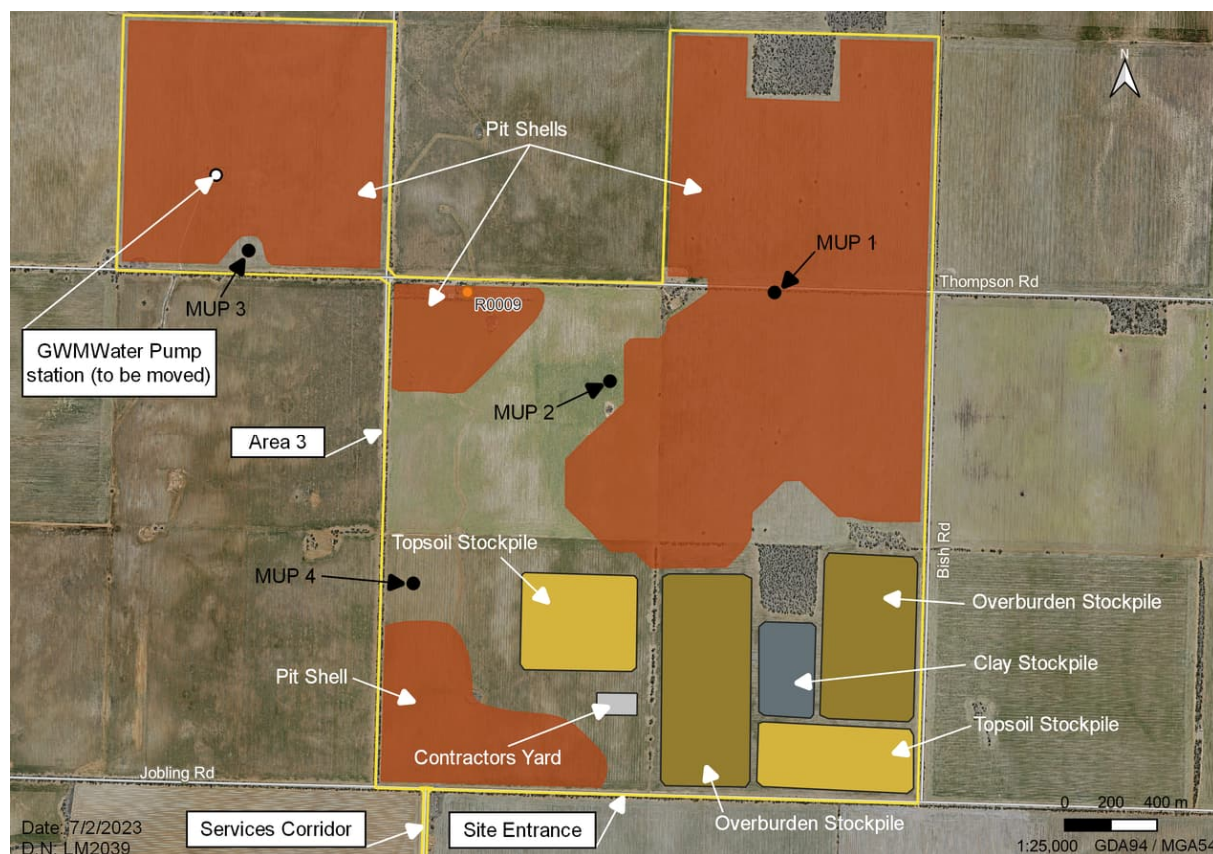 N
Pit Shells
MUP 1
Thompson Rd
MUP 3
R0009
GWMWater Pump
station (to be moved)
MUP 2
Area 3
Bish Rd
Topsoil Stockpile
MUP 4
Overburden Stockpile
Clay Stockpile
Pit Shell
Topsoil Stockpile
Contractors Yard
Jobling Rd
0 200 400 m
Services Corridor
Site Entrance
Overburden Stockpile
Date: 7/2/2023
D.N: LM2039
1:25,000 GDA94 / MGA54